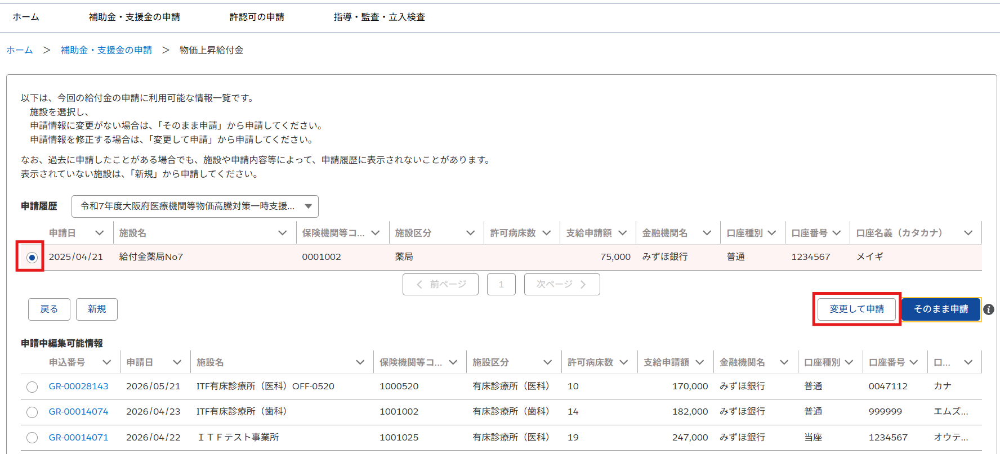 ホーム 補助金・支援金の申請 許認可の申請 指導・監査・立入検査
ホーム ＞ 補助金・支援金の申請 ＞ 物価上昇給付金
以下は、今回の給付金の申請に利用可能な情報一覧です。
施設を選択し、
申請情報に変更がない場合は、「そのまま申請」から申請してください。
申請情報を修正する場合は、「変更して申請」から申請してください。
なお、過去に申請したことがある場合でも、施設や申請内容等によって、申請履歴に表示されないことがあります。
表示されていない施設は、「新規」から申請してください。
申請履歴 令和7年度大阪府医療機関等物価高騰対策一時支援...
申請日 施設名 保険機関等コ... 施設区分 許可病床数 支給申請額 金融機関名 口座種別 口座番号 口座名義（カタカナ）
2025/04/21 給付金薬局No7 0001002 薬局 75,000 みずほ銀行 普通 1234567 メイギ
前ページ 1 次ページ
戻る 新規 変更して申請 そのまま申請 i
申請中編集可能情報
申込番号 申請日 施設名 保険機関等コ... 施設区分 許可病床数 支給申請額 金融機関名 口座種別 口座番号 口...
GR-00028143 2026/05/21 ITF有床診療所（医科）OFF-0520 1000520 有床診療所（医科） 10 170,000 みずほ銀行 普通 0047112 カナ
GR-00014074 2026/04/23 ITF有床診療所（歯科） 1001002 有床診療所（歯科） 14 182,000 みずほ銀行 普通 999999 エムズ...
GR-00014071 2026/04/22 ＩＴＦテスト事業所 1001025 有床診療所（医科） 19 247,000 みずほ銀行 当座 1234567 オウテ...